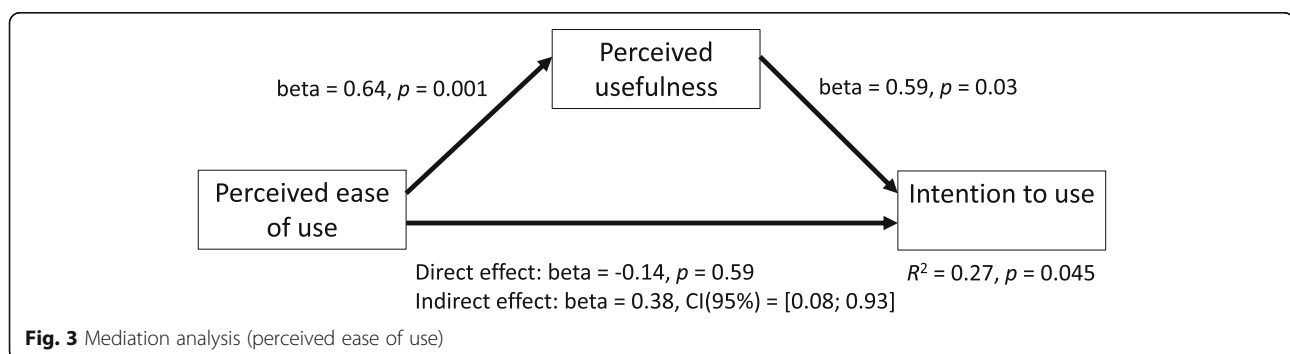 Perceived
usefulness
beta = 0.64, p = 0.001
beta = 0.59, p = 0.03
Perceived ease
of use
Intention to use
Direct effect: beta = -0.14, p = 0.59
Indirect effect: beta = 0.38, CI(95%) = [0.08; 0.93]
R² = 0.27, p = 0.045
Fig. 3 Mediation analysis (perceived ease of use)